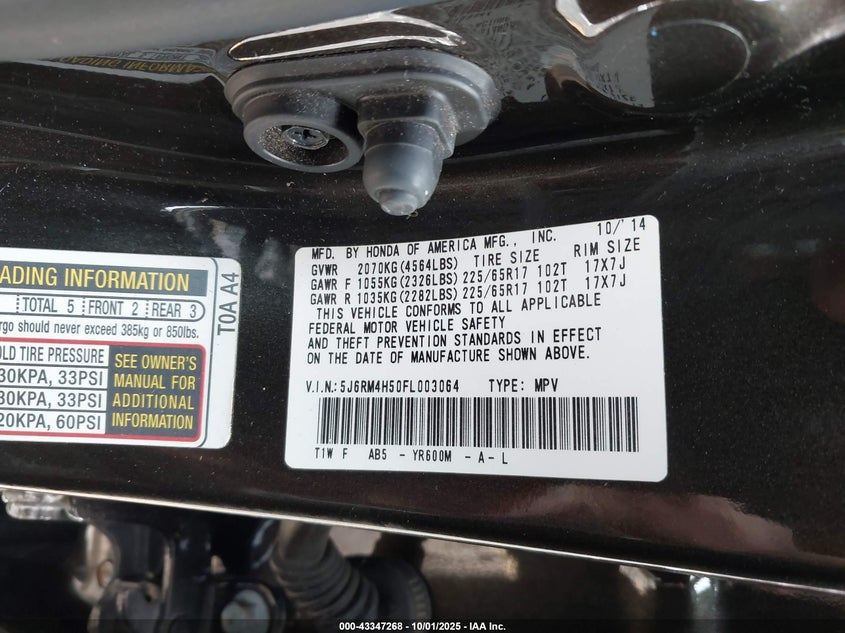 MFD. BY HONDA OF AMERICA MFG., INC. 10/'14
GVWR 2070KG(4564LBS) TIRE SIZE RIM SIZE
GAWR F 1055KG(2326LBS) 225/65R17 102T 17X7J
GAWR R 1035KG(2282LBS) 225/65R17 102T 17X7J
THIS VEHICLE CONFORMS TO ALL APPLICABLE
FEDERAL MOTOR VEHICLE SAFETY
AND THEFT PREVENTION STANDARDS IN EFFECT
ON THE DATE OF MANUFACTURE SHOWN ABOVE.
V.I.N.:5J6RM4H50FL003064 TYPE: MPV
T1W F AB5 - YR600M - A - L
ADING INFORMATION
TOTAL 5 FRONT 2 REAR 3
rgo should never exceed 385kg or 850lbs.
OLD TIRE PRESSURE
30KPA, 33PSI
30KPA, 33PSI
20KPA, 60PSI
SEE OWNER'S
MANUAL FOR
ADDITIONAL
INFORMATION
T0A A4
000-43347268 - 10/01/2025 - IAA Inc.